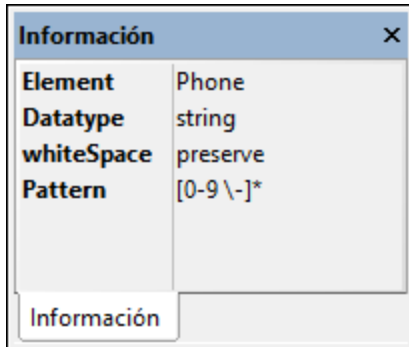 Información ×
Element Phone
Datatype string
whiteSpace preserve
Pattern [0-9 \-]*
Información